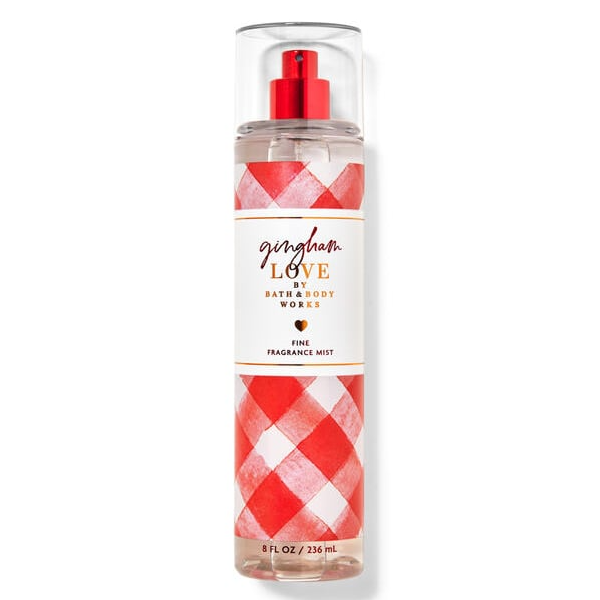 gingham
LOVE
BY
BATH & BODY
WORKS
FINE
FRAGRANCE MIST
8 FL OZ / 236 mL